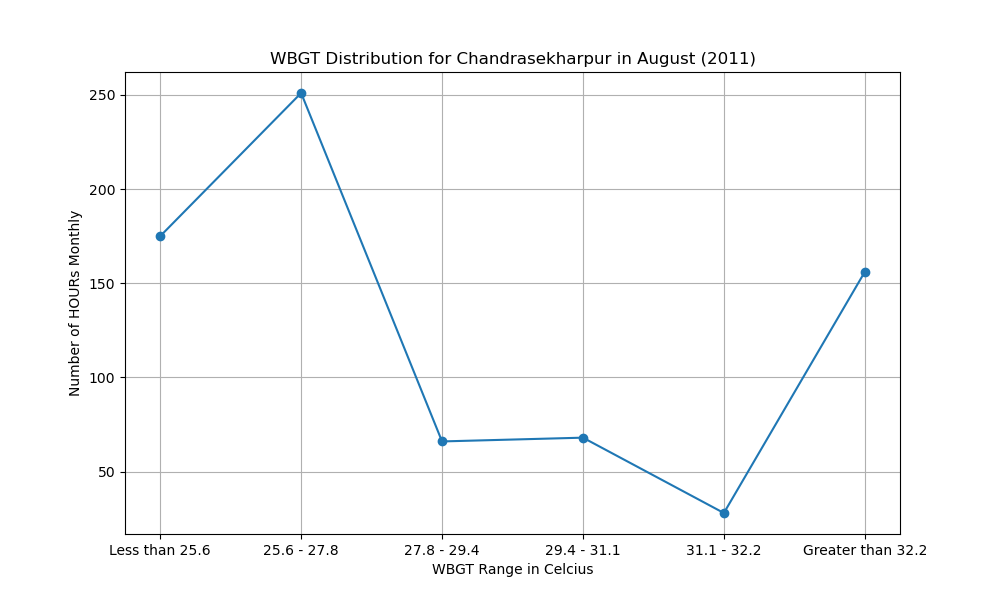 WBGT Distribution for Chandrasekharpur in August (2011)
Number of HOURs Monthly
250
200
150
100
50
Less than 25.6 25.6 - 27.8 27.8 - 29.4 29.4 - 31.1 31.1 - 32.2 Greater than 32.2
WBGT Range in Celcius